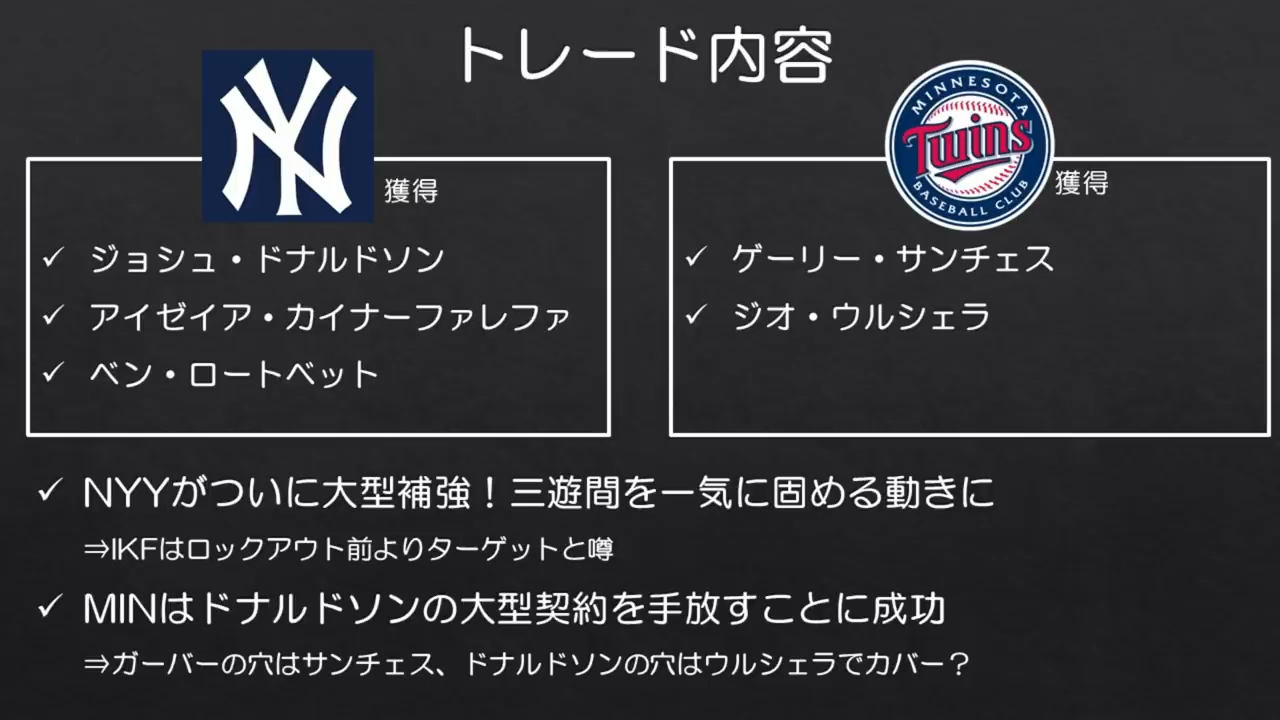 トレード内容
獲得
✓ ジョシュ・ドナルドソン
✓ アイゼイア・カイナーファレファ
✓ ベン・ロートベット
MINNESOTA
Twins
BASEBALL CLUB
獲得
✓ ゲーリー・サンチェス
✓ ジオ・ウルシェラ
✓ NYYがついに大型補強！三遊間を一気に固める動きに
⇒IKFはロックアウト前よりターゲットと噂
✓ MINはドナルドソンの大型契約を手放すことに成功
⇒ガーバーの穴はサンチェス、ドナルドソンの穴はウルシェラでカバー？